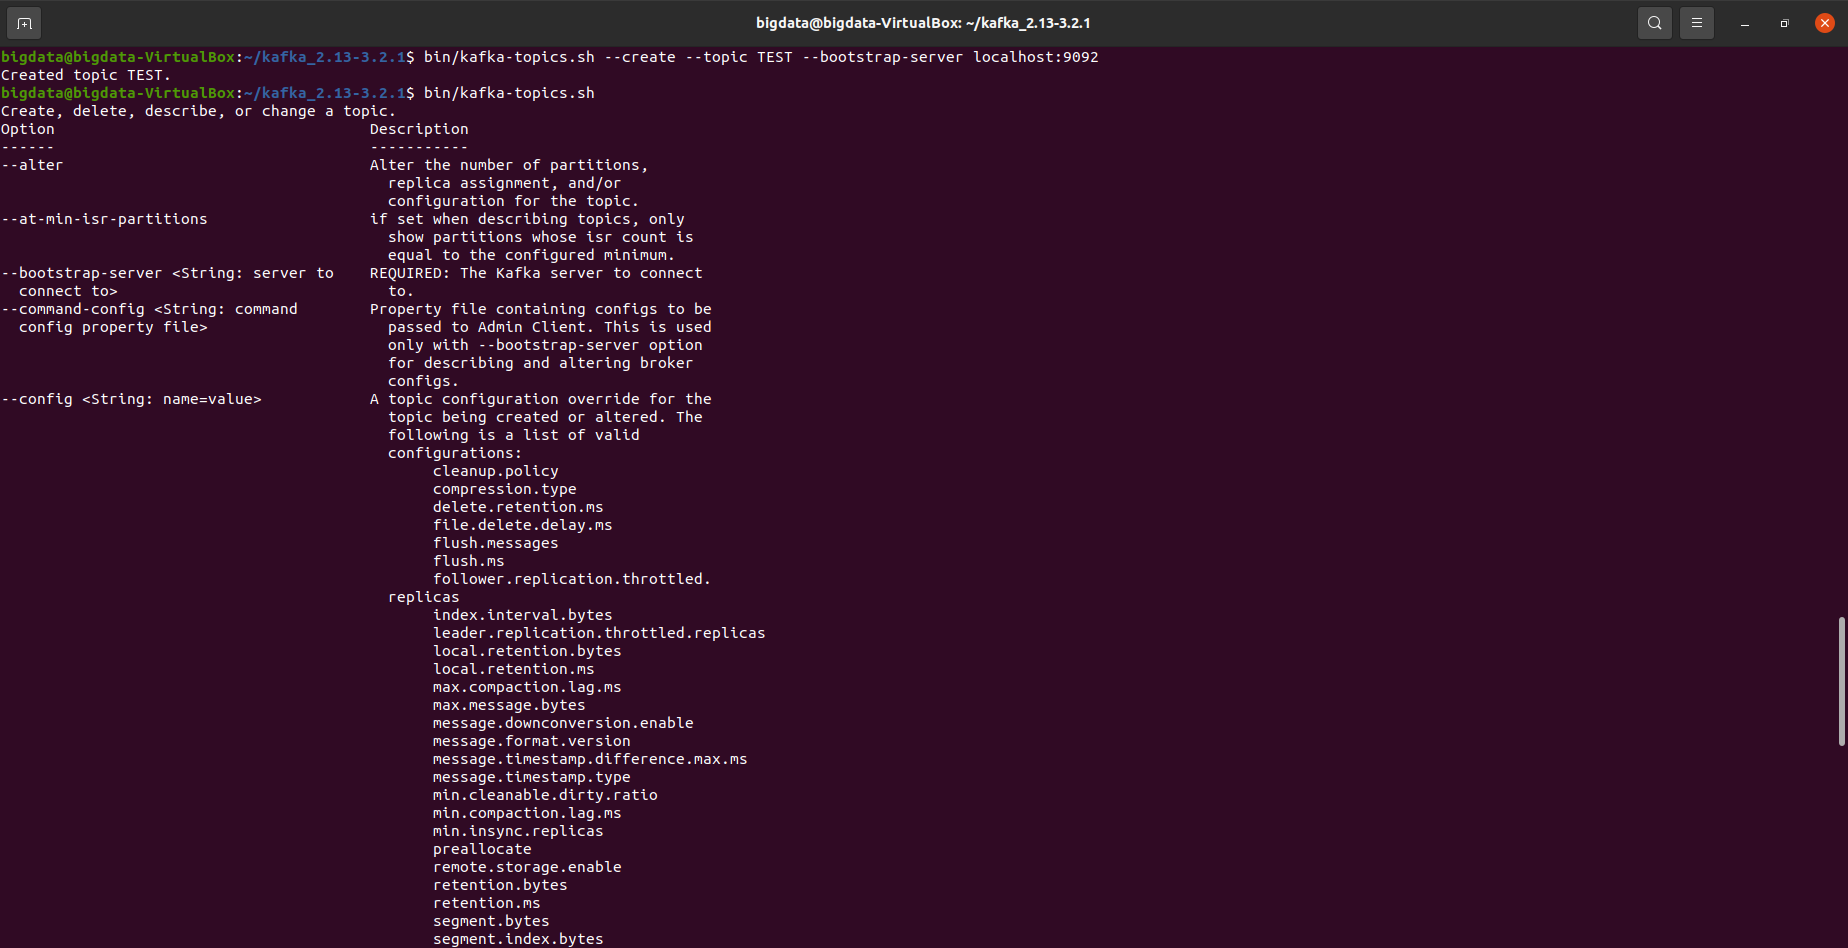 bigdata@bigdata-VirtualBox: ~/kafka_2.13-3.2.1
bigdata@bigdata-VirtualBox:~/kafka_2.13-3.2.1$ bin/kafka-topics.sh --create --topic TEST --bootstrap-server localhost:9092
Created topic TEST.
bigdata@bigdata-VirtualBox:~/kafka_2.13-3.2.1$ bin/kafka-topics.sh
Create, delete, describe, or change a topic.
Option                                   Description
------                                   -----------
--alter                                  Alter the number of partitions,
                                           replica assignment, and/or
                                           configuration for the topic.
--at-min-isr-partitions                  if set when describing topics, only
                                           show partitions whose isr count is
                                           equal to the configured minimum.
--bootstrap-server <String: server to    REQUIRED: The Kafka server to connect
  connect to>                              to.
--command-config <String: command        Property file containing configs to be
  config property file>                    passed to Admin Client. This is used
                                           only with --bootstrap-server option
                                           for describing and altering broker
                                           configs.
--config <String: name=value>            A topic configuration override for the
                                           topic being created or altered. The
                                           following is a list of valid
                                           configurations:
                                                cleanup.policy
                                                compression.type
                                                delete.retention.ms
                                                file.delete.delay.ms
                                                flush.messages
                                                flush.ms
                                                follower.replication.throttled.
                                           replicas
                                                index.interval.bytes
                                                leader.replication.throttled.replicas
                                                local.retention.bytes
                                                local.retention.ms
                                                max.compaction.lag.ms
                                                max.message.bytes
                                                message.downconversion.enable
                                                message.format.version
                                                message.timestamp.difference.max.ms
                                                message.timestamp.type
                                                min.cleanable.dirty.ratio
                                                min.compaction.lag.ms
                                                min.insync.replicas
                                                preallocate
                                                remote.storage.enable
                                                retention.bytes
                                                retention.ms
                                                segment.bytes
                                                segment.index.bytes